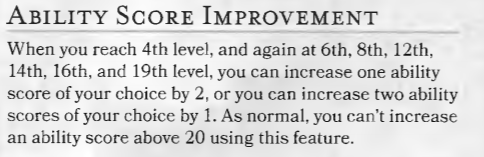 ABILITY SCORE IMPROVEMENT
When you reach 4th level, and again at 6th, 8th, 12th,
14th, 16th, and 19th level, you can increase one ability
score of your choice by 2, or you can increase two ability
scores of your choice by 1. As normal, you can't increase
an ability score above 20 using this feature.